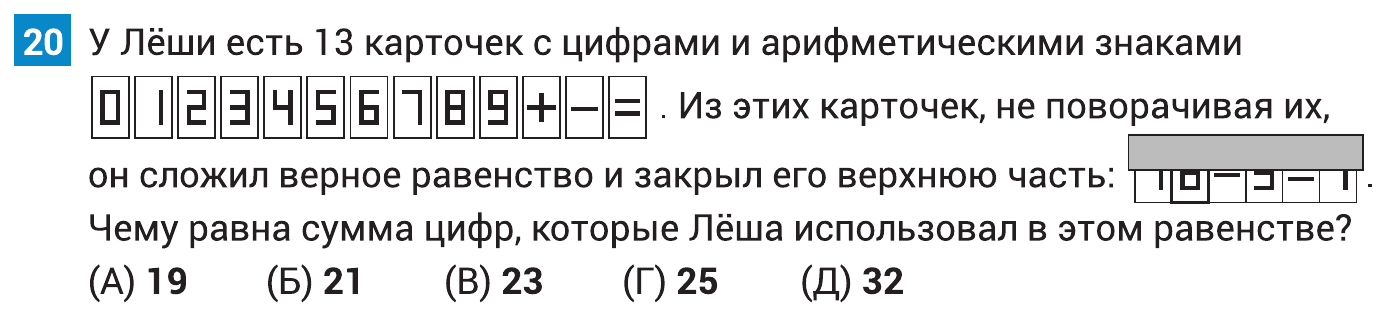 20 У Лёши есть 13 карточек с цифрами и арифметическими знаками
0 1 2 3 4 5 6 7 8 9 + − = . Из этих карточек, не поворачивая их,
он сложил верное равенство и закрыл его верхнюю часть: .
Чему равна сумма цифр, которые Лёша использовал в этом равенстве?
(А) 19 (Б) 21 (В) 23 (Г) 25 (Д) 32